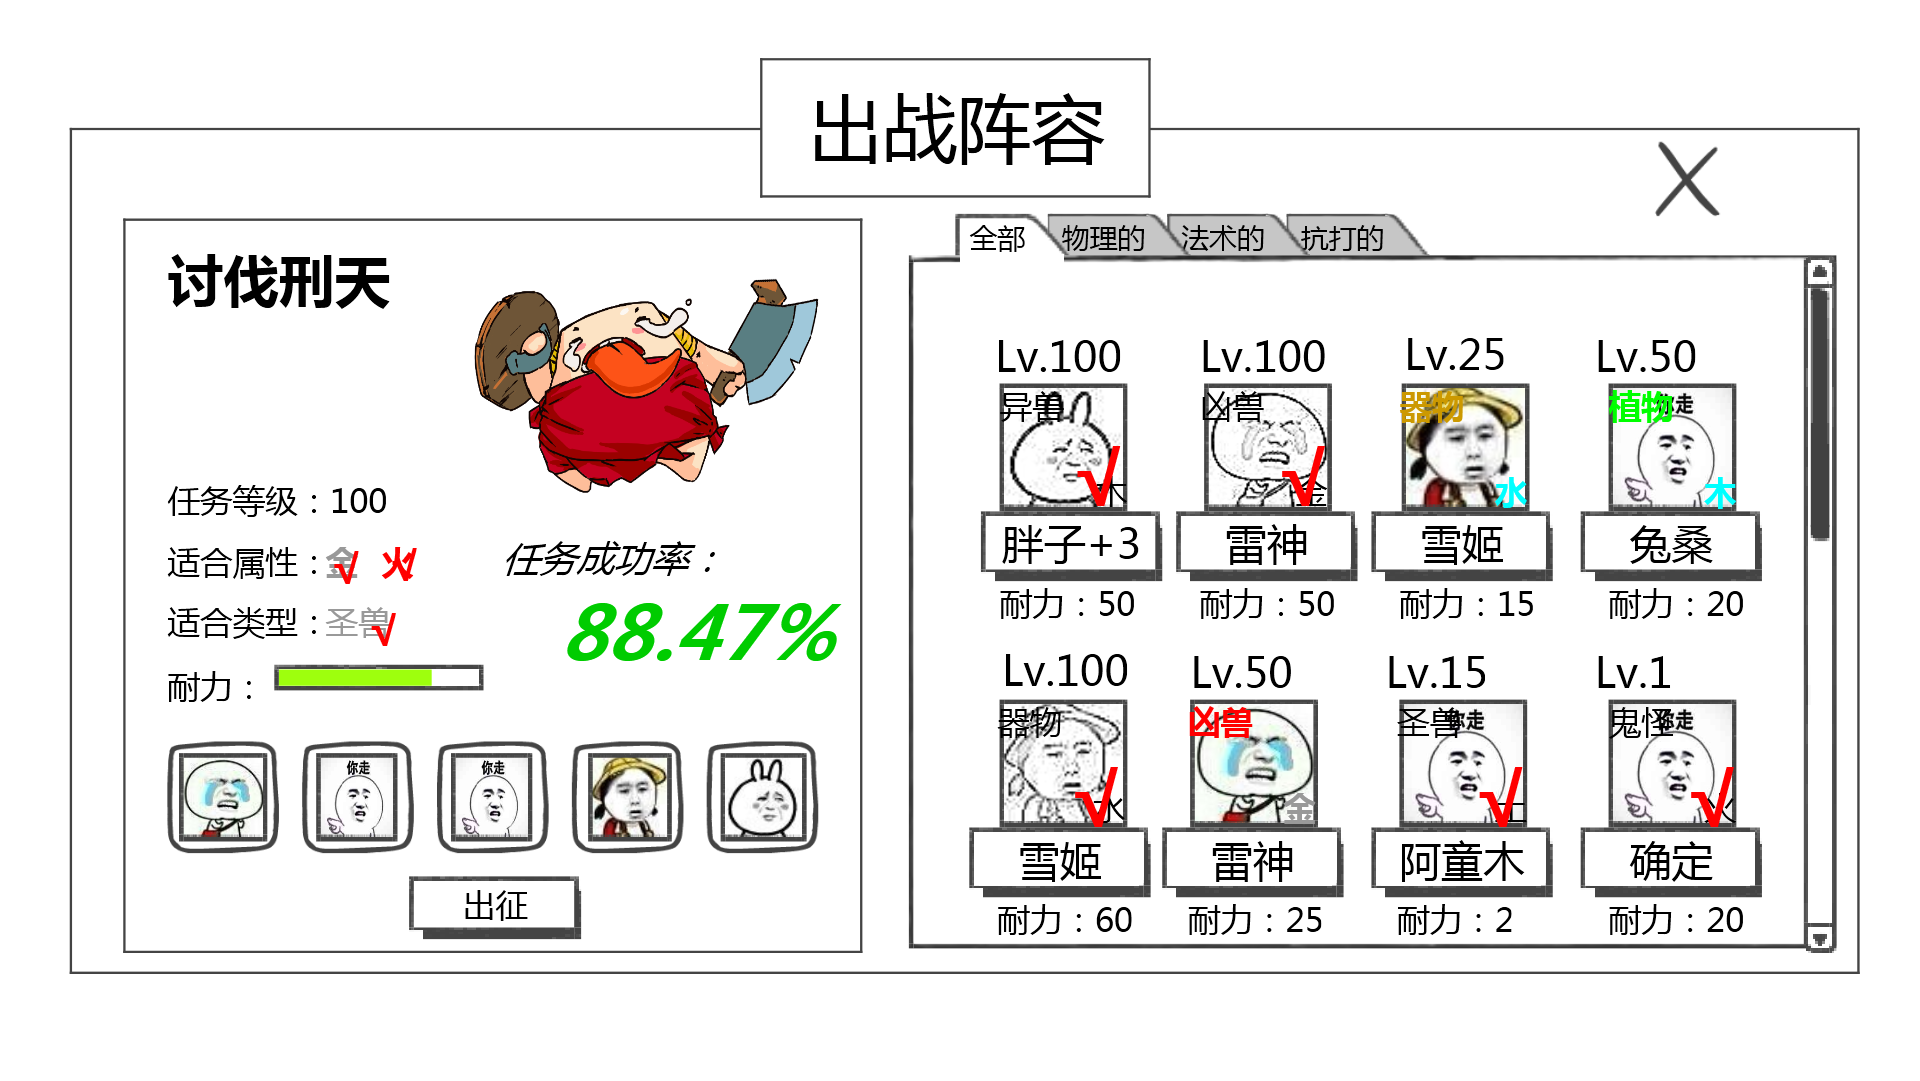 出战阵容
讨伐刑天
任务等级：100
适合属性：金√ 火√
适合类型：圣兽√
耐力：
任务成功率：
88.47%
你走
你走
出征
全部 物理的 法术的 抗打的
Lv.100 Lv.100 Lv.25 Lv.50
异兽 凶兽 器物 植物 你走
木 金 水 木
胖子+3 雷神 雪姬 兔桑
耐力：50 耐力：50 耐力：15 耐力：20
Lv.100 Lv.50 Lv.15 Lv.1
器物 凶兽 圣兽 你走 鬼怪 你走
水 金 土 火
雪姬 雷神 阿童木 确定
耐力：60 耐力：25 耐力：2 耐力：20